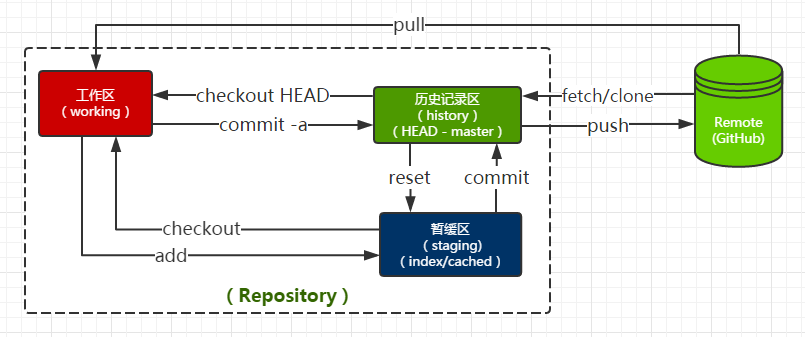 pull
工作区
（working）
checkout HEAD
commit -a
历史记录区
（history）
（HEAD - master）
fetch/clone
push
Remote
(GitHub)
reset
commit
checkout
add
暂缓区
（staging）
（index/cached）
（Repository）